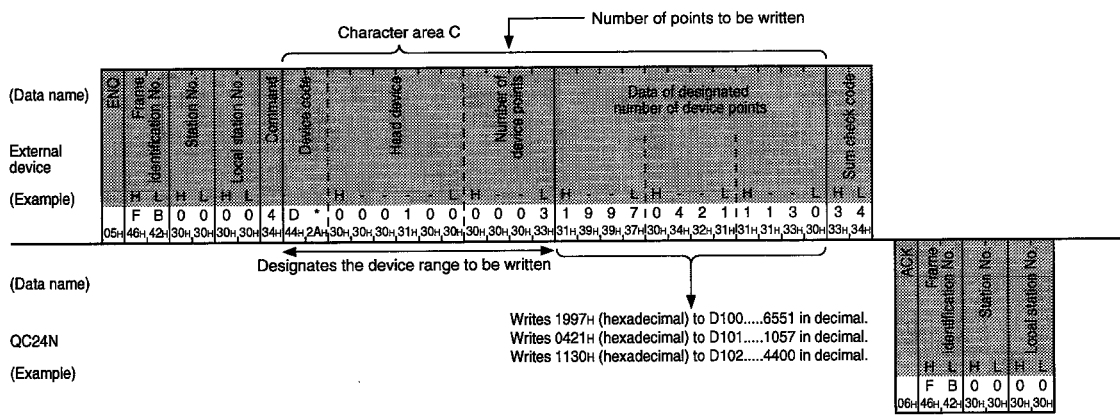 Number of points to be written
Character area C
(Data name)
ENQ
Frame Identification No.
Station No.
Local station No.
Command
Device code
Head device
Number of device points
Data of designated number of device points
Sum check code
External device
(Example)
H L H L H L H - - - - L H - - L H - - L H - - L H - - L H L
F B 0 0 0 0 4 D * 0 0 0 1 0 0 0 0 0 3 1 9 9 7 0 4 2 1 1 1 3 0 3 4
05H 46H 42H 30H 30H 30H 30H 34H 44H 2AH 30H 30H 30H 31H 30H 30H 30H 30H 30H 33H 31H 39H 39H 37H 30H 34H 32H 31H 31H 31H 33H 30H 33H 34H
Designates the device range to be written
(Data name)
ACK
Frame Identification No.
Station No.
Local station No.
Writes 1997H (hexadecimal) to D100.....6551 in decimal.
Writes 0421H (hexadecimal) to D101.....1057 in decimal.
Writes 1130H (hexadecimal) to D102.....4400 in decimal.
QC24N
(Example)
H L H L H L
F B 0 0 0 0
06H 46H 42H 30H 30H 30H 30H